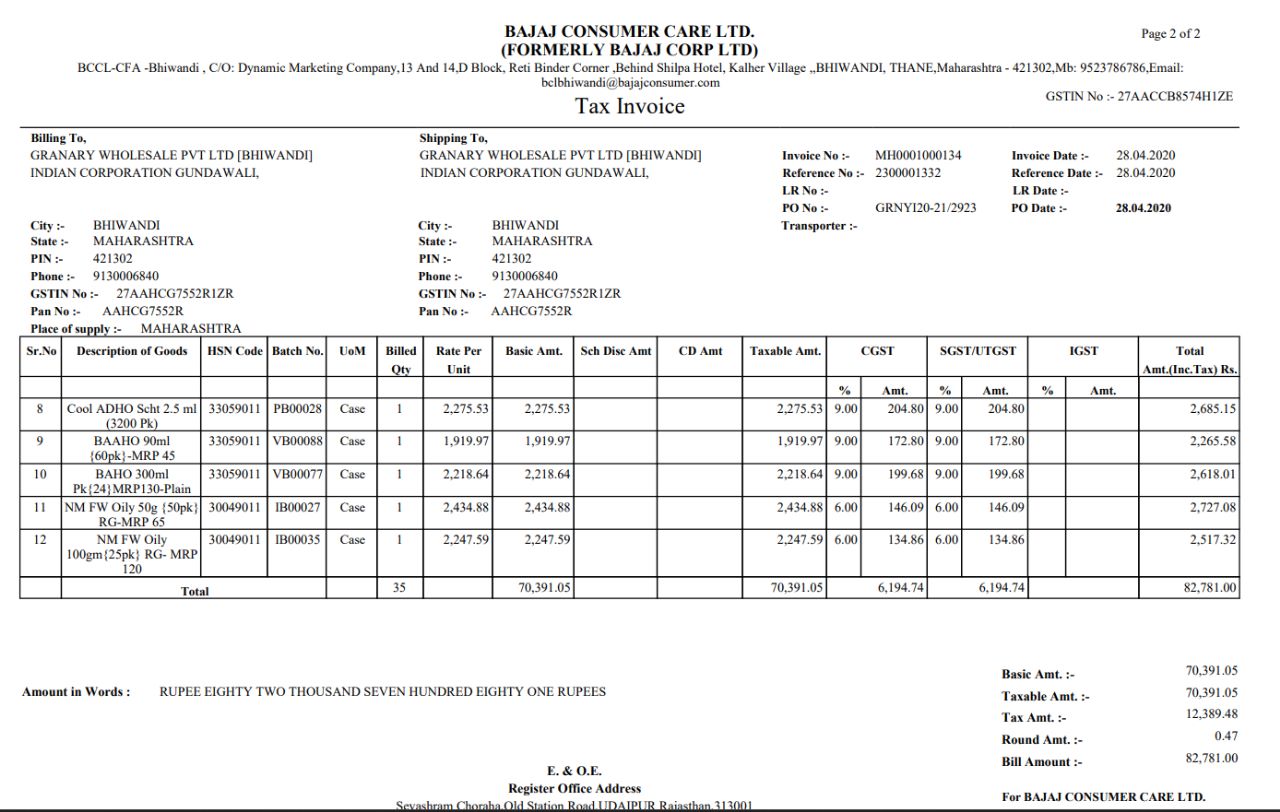 BAJAJ CONSUMER CARE LTD.
Page 2 of 2
(FORMERLY BAJAJ CORP LTD)
BCCL-CFA -Bhiwandi , C/O: Dynamic Marketing Company,13 And 14,D Block, Reti Binder Corner ,Behind Shilpa Hotel, Kalher Village ,,BHIWANDI, THANE,Maharashtra - 421302,Mb: 9523786786,Email:
bclbhiwandi@bajajconsumer.com
GSTIN No :- 27AACCB8574H1ZE
Tax Invoice
Billing To, Shipping To,
GRANARY WHOLESALE PVT LTD [BHIWANDI] GRANARY WHOLESALE PVT LTD [BHIWANDI] Invoice No :- MH0001000134 Invoice Date :- 28.04.2020
INDIAN CORPORATION GUNDAWALI, INDIAN CORPORATION GUNDAWALI, Reference No :- 2300001332 Reference Date :- 28.04.2020
LR No :- LR Date :-
PO No :- GRNYI20-21/2923 PO Date :- 28.04.2020
City :- BHIWANDI City :- BHIWANDI Transporter :-
State :- MAHARASHTRA State :- MAHARASHTRA
PIN :- 421302 PIN :- 421302
Phone :- 9130006840 Phone :- 9130006840
GSTIN No :- 27AAHCG7552R1ZR GSTIN No :- 27AAHCG7552R1ZR
Pan No :- AAHCG7552R Pan No :- AAHCG7552R
Place of supply :- MAHARASHTRA
Sr.No Description of Goods HSN Code Batch No. UoM Billed Rate Per Basic Amt. Sch Disc Amt CD Amt Taxable Amt. CGST SGST/UTGST IGST Total
Qty Unit Amt.(Inc.Tax) Rs.
% Amt. % Amt. % Amt.
8 Cool ADHO Scht 2.5 ml 33059011 PB00028 Case 1 2,275.53 2,275.53 2,275.53 9.00 204.80 9.00 204.80 2,685.15
(3200 Pk)
9 BAAHO 90ml 33059011 VB00088 Case 1 1,919.97 1,919.97 1,919.97 9.00 172.80 9.00 172.80 2,265.58
{60pk}-MRP 45
10 BAHO 300ml 33059011 VB00077 Case 1 2,218.64 2,218.64 2,218.64 9.00 199.68 9.00 199.68 2,618.01
Pk{24}MRP130-Plain
11 NM FW Oily 50g {50pk} 30049011 IB00027 Case 1 2,434.88 2,434.88 2,434.88 6.00 146.09 6.00 146.09 2,727.08
RG-MRP 65
12 NM FW Oily 30049011 IB00035 Case 1 2,247.59 2,247.59 2,247.59 6.00 134.86 6.00 134.86 2,517.32
100gm{25pk} RG- MRP
120
Total 35 70,391.05 70,391.05 6,194.74 6,194.74 82,781.00
Basic Amt. :- 70,391.05
Amount in Words : RUPEE EIGHTY TWO THOUSAND SEVEN HUNDRED EIGHTY ONE RUPEES
Taxable Amt. :- 70,391.05
Tax Amt. :- 12,389.48
Round Amt. :- 0.47
Bill Amount :- 82,781.00
E. & O.E.
Register Office Address
For BAJAJ CONSUMER CARE LTD.
Sevashram Choraha,Old Station Road,UDAIPUR,Rajasthan,313001